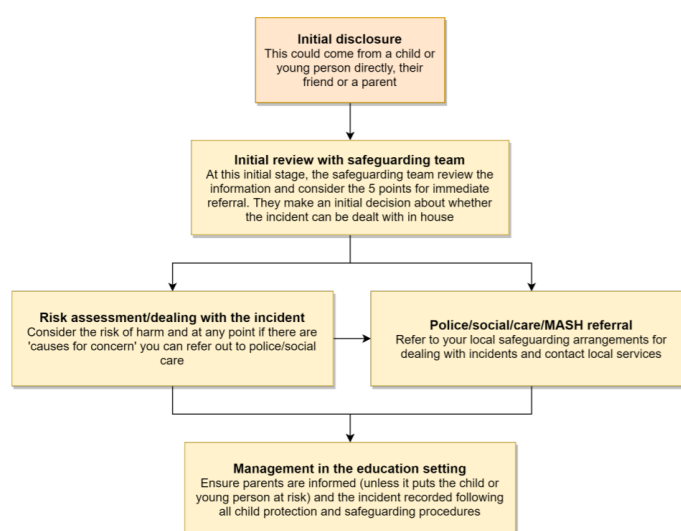 Initial disclosure
This could come from a child or
young person directly, their
friend or a parent
Initial review with safeguarding team
At this initial stage, the safeguarding team review the
information and consider the 5 points for immediate
referral. They make an initial decision about whether
the incident can be dealt with in house
Risk assessment/dealing with the incident
Consider the risk of harm and at any point if there are
'causes for concern' you can refer out to police/social
care
Police/social/care/MASH referral
Refer to your local safeguarding arrangements for
dealing with incidents and contact local services
Management in the education setting
Ensure parents are informed (unless it puts the child or
young person at risk) and the incident recorded following
all child protection and safeguarding procedures